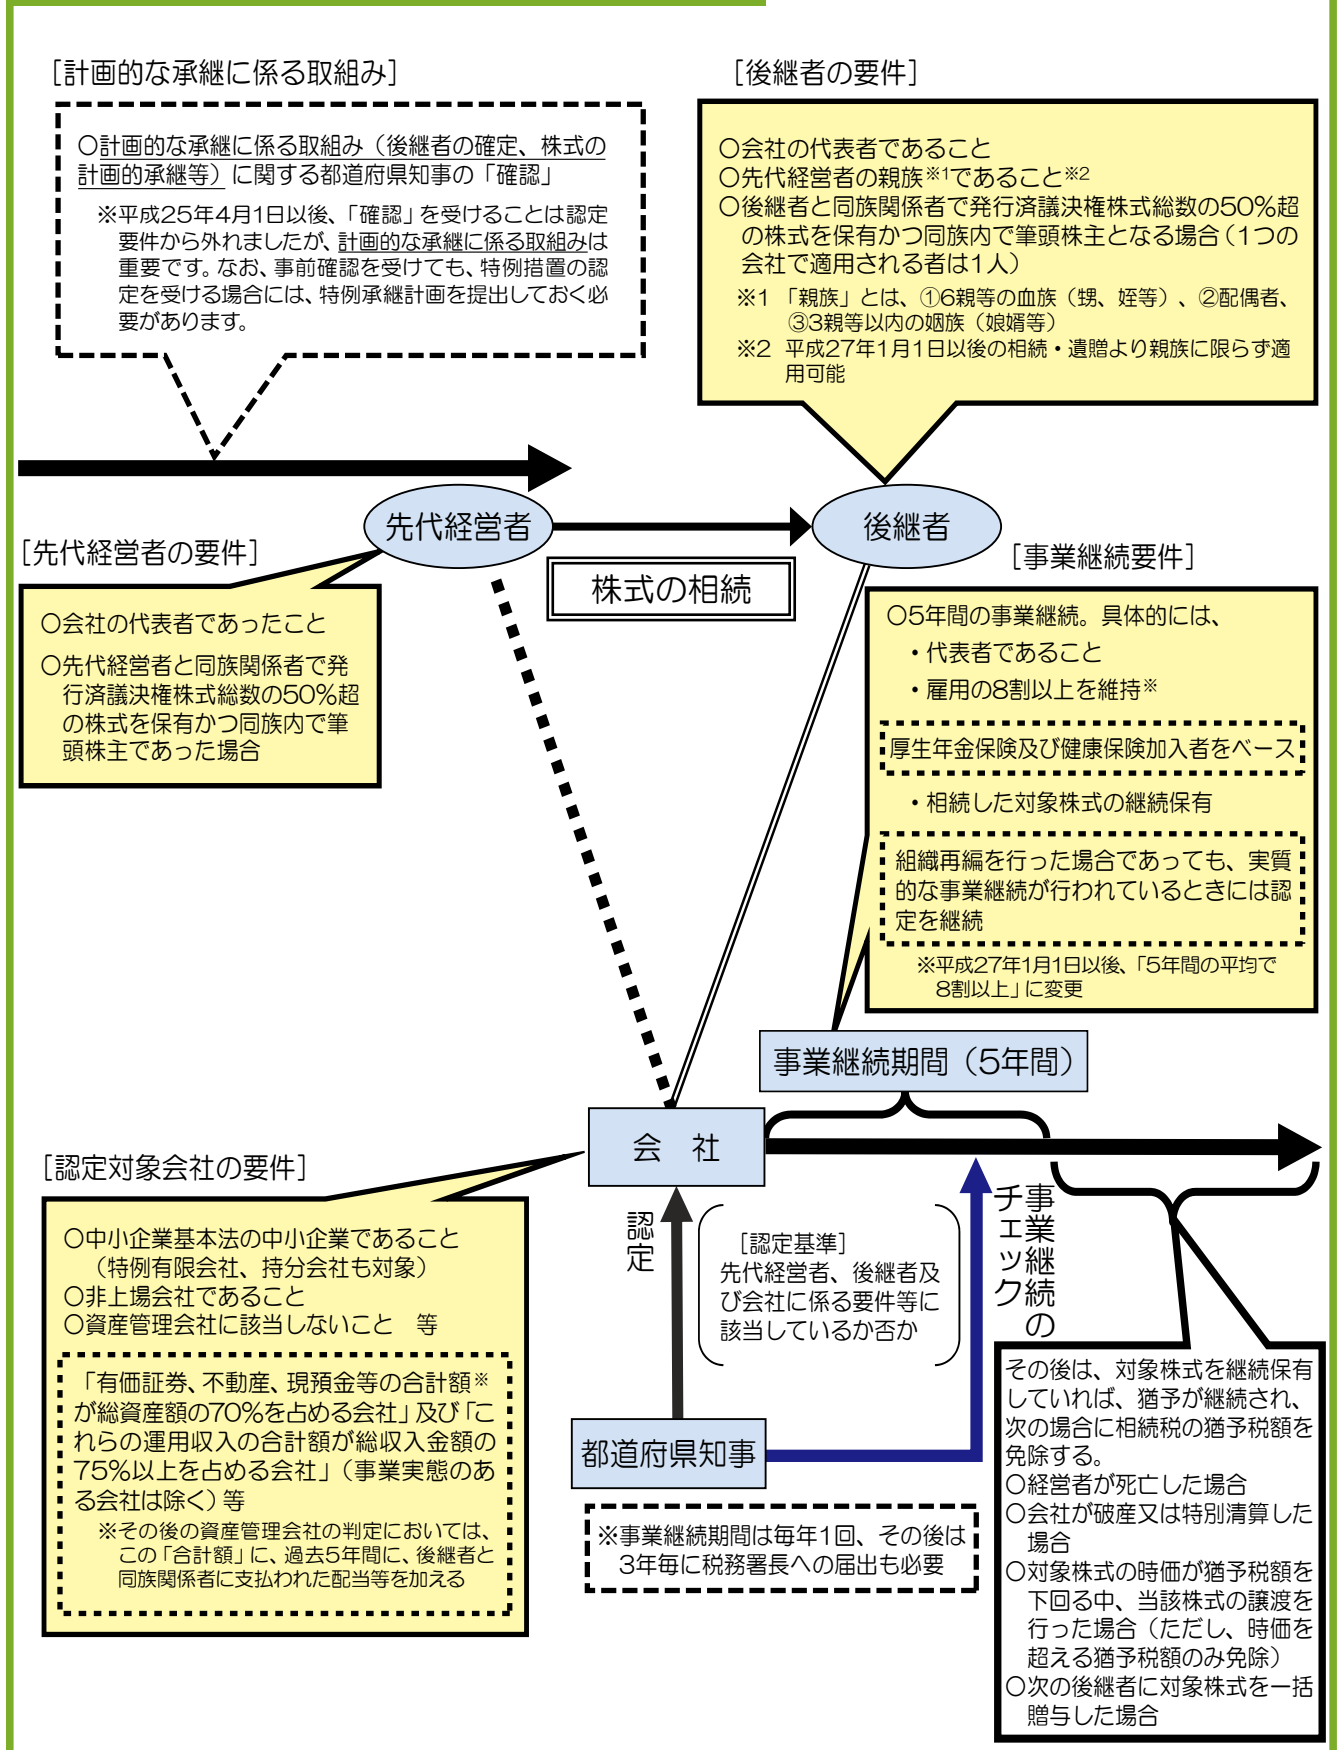 ［計画的な承継に係る取組み］
〇計画的な承継に係る取組み（後継者の確定、株式の
計画的承継等）に関する都道府県知事の「確認」
※平成25年4月1日以後、「確認」を受けることは認定
要件から外れましたが、計画的な承継に係る取組みは
重要です。なお、事前確認を受けても、特例措置の認
定を受ける場合には、特例承継計画を提出しておく必
要があります。
［後継者の要件］
〇会社の代表者であること
〇先代経営者の親族※1であること※2
〇後継者と同族関係者で発行済議決権株式総数の50％超
の株式を保有かつ同族内で筆頭株主となる場合（1つの
会社で適用される者は1人）
※1 「親族」とは、①6親等の血族（甥、姪等）、②配偶者、
③3親等以内の姻族（娘婿等）
※2 平成27年1月1日以後の相続・遺贈より親族に限らず適
用可能
先代経営者
後継者
株式の相続
［先代経営者の要件］
〇会社の代表者であったこと
〇先代経営者と同族関係者で発
行済議決権株式総数の50％超
の株式を保有かつ同族内で筆
頭株主であった場合
［事業継続要件］
〇5年間の事業継続。具体的には、
・代表者であること
・雇用の8割以上を維持※
厚生年金保険及び健康保険加入者をベース
・相続した対象株式の継続保有
組織再編を行った場合であっても、実質
的な事業継続が行われているときには認
定を継続
※平成27年1月1日以後、「5年間の平均で
8割以上」に変更
事業継続期間（5年間）
会　社
［認定対象会社の要件］
〇中小企業基本法の中小企業であること
（特例有限会社、持分会社も対象）
〇非上場会社であること
〇資産管理会社に該当しないこと　等
「有価証券、不動産、現預金等の合計額※
が総資産額の70％を占める会社」及び「こ
れらの運用収入の合計額が総収入金額の
75％以上を占める会社」（事業実態のあ
る会社は除く）等
※その後の資産管理会社の判定においては、
この「合計額」に、過去5年間に、後継者と
同族関係者に支払われた配当等を加える
認定
［認定基準］
先代経営者、後継者及
び会社に係る要件等に
該当しているか否か
事業継続の
チェック
都道府県知事
※事業継続期間は毎年1回、その後は
3年毎に税務署長への届出も必要
その後は、対象株式を継続保有
していれば、猶予が継続され、
次の場合に相続税の猶予税額を
免除する。
〇経営者が死亡した場合
〇会社が破産又は特別清算した
場合
〇対象株式の時価が猶予税額を
下回る中、当該株式の譲渡を
行った場合（ただし、時価を
超える猶予税額のみ免除）
〇次の後継者に対象株式を一括
贈与した場合